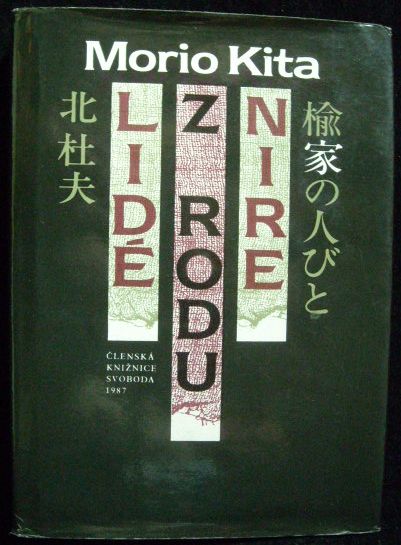 Morio Kita
LIDÉ
Z RODU
NIRE
北杜夫
楡家の人びと
ČLENSKÁ
KNIŽNICE
SVOBODA
1987